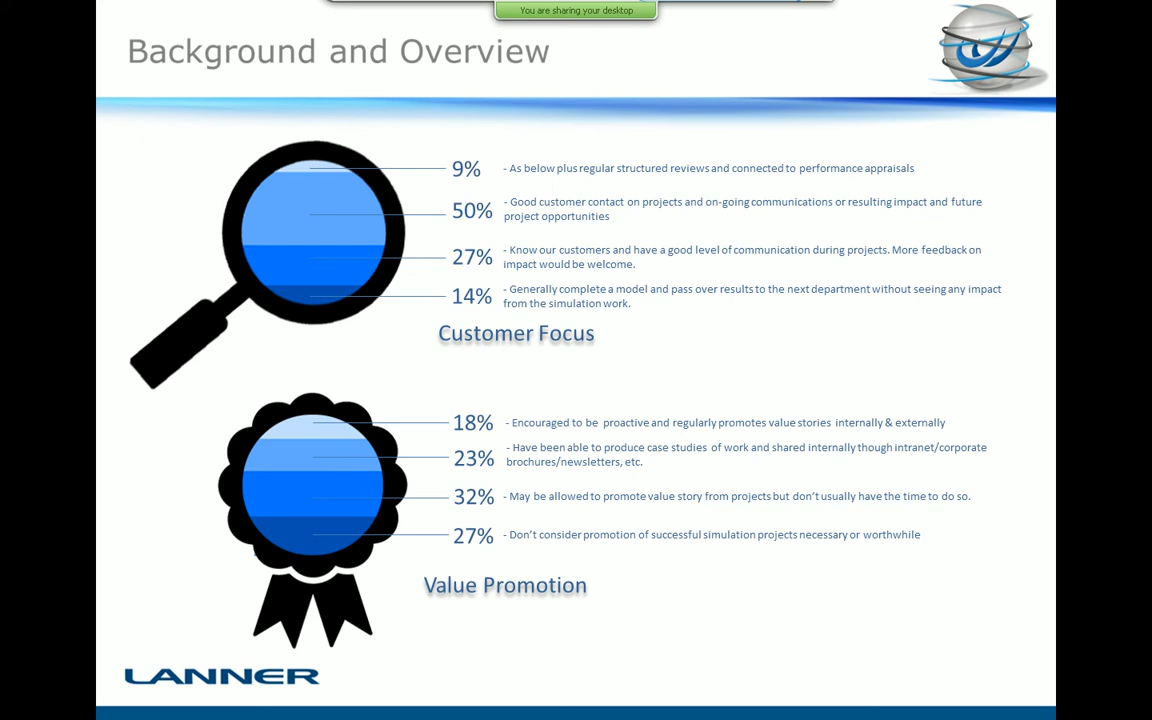 You are sharing your desktop
Background and Overview
9% - As below plus regular structured reviews and connected to performance appraisals
50% - Good customer contact on projects and on-going communications or resulting impact and future
project opportunities
27% - Know our customers and have a good level of communication during projects. More feedback on
impact would be welcome.
14% - Generally complete a model and pass over results to the next department without seeing any impact
from the simulation work.
Customer Focus
18% - Encouraged to be proactive and regularly promotes value stories internally & externally
23% - Have been able to produce case studies of work and shared internally though intranet/corporate
brochures/newsletters, etc.
32% - May be allowed to promote value story from projects but don't usually have the time to do so.
27% - Don't consider promotion of successful simulation projects necessary or worthwhile
Value Promotion
LANNER